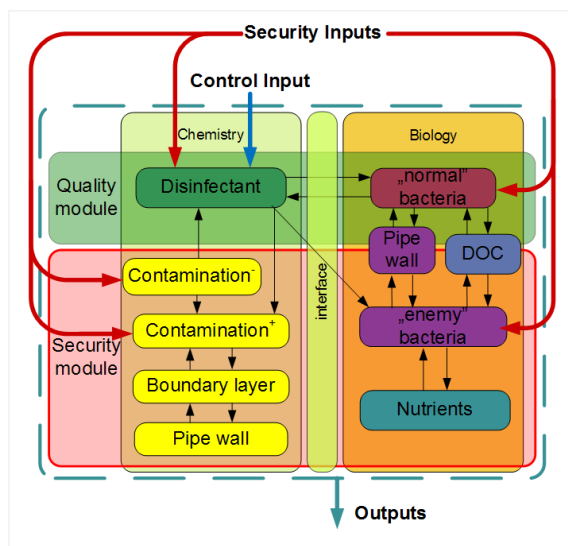 Security Inputs
Control Input
Chemistry
Biology
Quality
module
Disinfectant
„normal”
bacteria
Pipe
wall
DOC
Contamination-
interface
Contamination+
„enemy”
bacteria
Security
module
Boundary layer
Nutrients
Pipe wall
Outputs